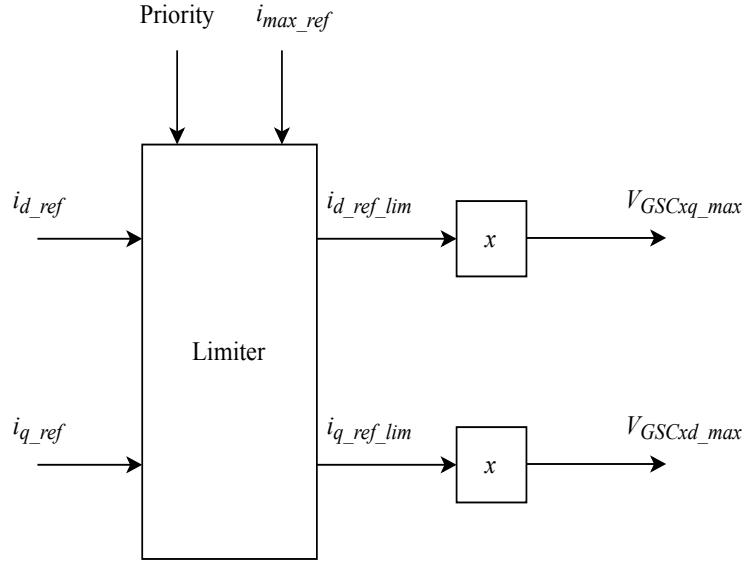 Priority
i_max_ref
i_d_ref
i_d_ref_lim
x
V_GSCxq_max
Limiter
i_q_ref
i_q_ref_lim
x
V_GSCxd_max